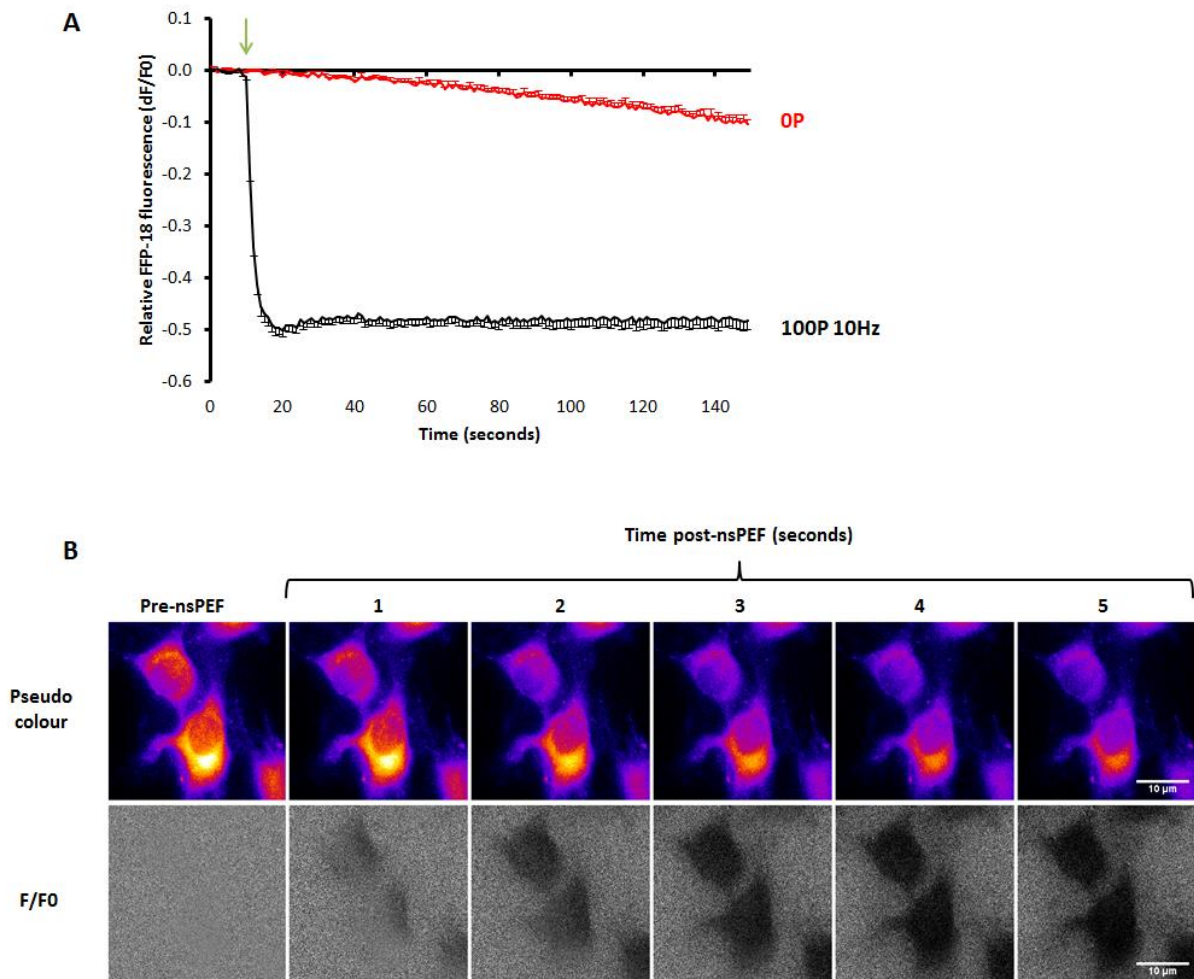 A
Relative FFP-18 fluorescence (dF/F0)
0.1
0.0
-0.1
-0.2
-0.3
-0.4
-0.5
-0.6
0 20 40 60 80 100 120 140
Time (seconds)
0P
100P 10Hz
B
Time post-nsPEF (seconds)
Pre-nsPEF 1 2 3 4 5
Pseudo
colour
10 µm
F/F0
10 µm